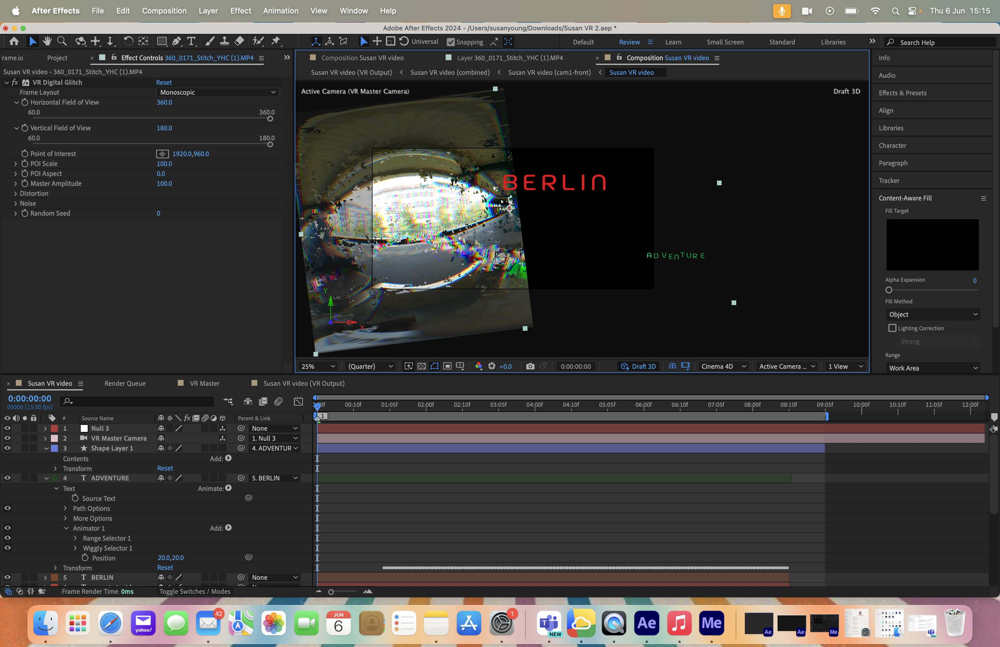 After Effects File Edit Composition Layer Effect Animation View Window Help Thu 6 Jun 15:15
Adobe After Effects 2024 - /Users/susanyoung/Downloads/Susan VR 2.aep *
Universal Snapping Default Review Learn Small Screen Standard Libraries Search Help
rame.io Project Effect Controls 360_0171_Stitch_YHC (1).MP4
Susan VR video • 360_0171_Stitch_YHC (1).MP4
fx VR Digital Glitch Reset
Frame Layout Monoscopic
Horizontal Field of View 360.0
60.0 360.0
Vertical Field of View 180.0
60.0 180.0
Point of Interest 1920.0,960.0
POI Scale 100.0
POI Aspect 0.0
Master Amplitude 100.0
Distortion
Noise
Random Seed 0
Composition Susan VR video Layer 360_0171_Stitch_YHC (1).MP4 Composition Susan VR video
Susan VR video (VR Output) Susan VR video (combined) Susan VR video (cam1-front) Susan VR video
Active Camera (VR Master Camera) Draft 3D
BERLIN
ADVENTURE
Y
Z
X
25% (Quarter) +0.0 0:00:00:00 Draft 3D Cinema 4D Active Camera ... 1 View
Info
Audio
Effects & Presets
Align
Libraries
Character
Paragraph
Tracker
Content-Aware Fill
Fill Target
Alpha Expansion 0
Fill Method
Object
Lighting Correction
Strong
Range
Work Area
Susan VR video Render Queue VR Master Susan VR video (VR Output)
0:00:00:00
00000 (15.00 fps)
00:10f 01:05f 02:00f 02:10f 03:05f 04:00f 04:10f 05:05f 06:00f 06:10f 07:05f 08:00f 08:10f 09:05f 10:00f 10:10f 11:05f 12:00f
1
# Source Name fx Parent & Link
1 Null 3 None
2 VR Master Camera 1. Null 3
3 Shape Layer 1 4. ADVENTUR
Contents Add:
Transform Reset
4 T ADVENTURE 5. BERLIN
Text Animate:
Source Text
Path Options
More Options
Animator 1 Add:
Range Selector 1
Wiggly Selector 1
Position 20.0,20.0
Transform Reset
5 T BERLIN None
Frame Render Time 0ms Toggle Switches / Modes
yahoo!
42
JUN
6
1
T
NEW
Ae
Me
Ae
Ae
Me